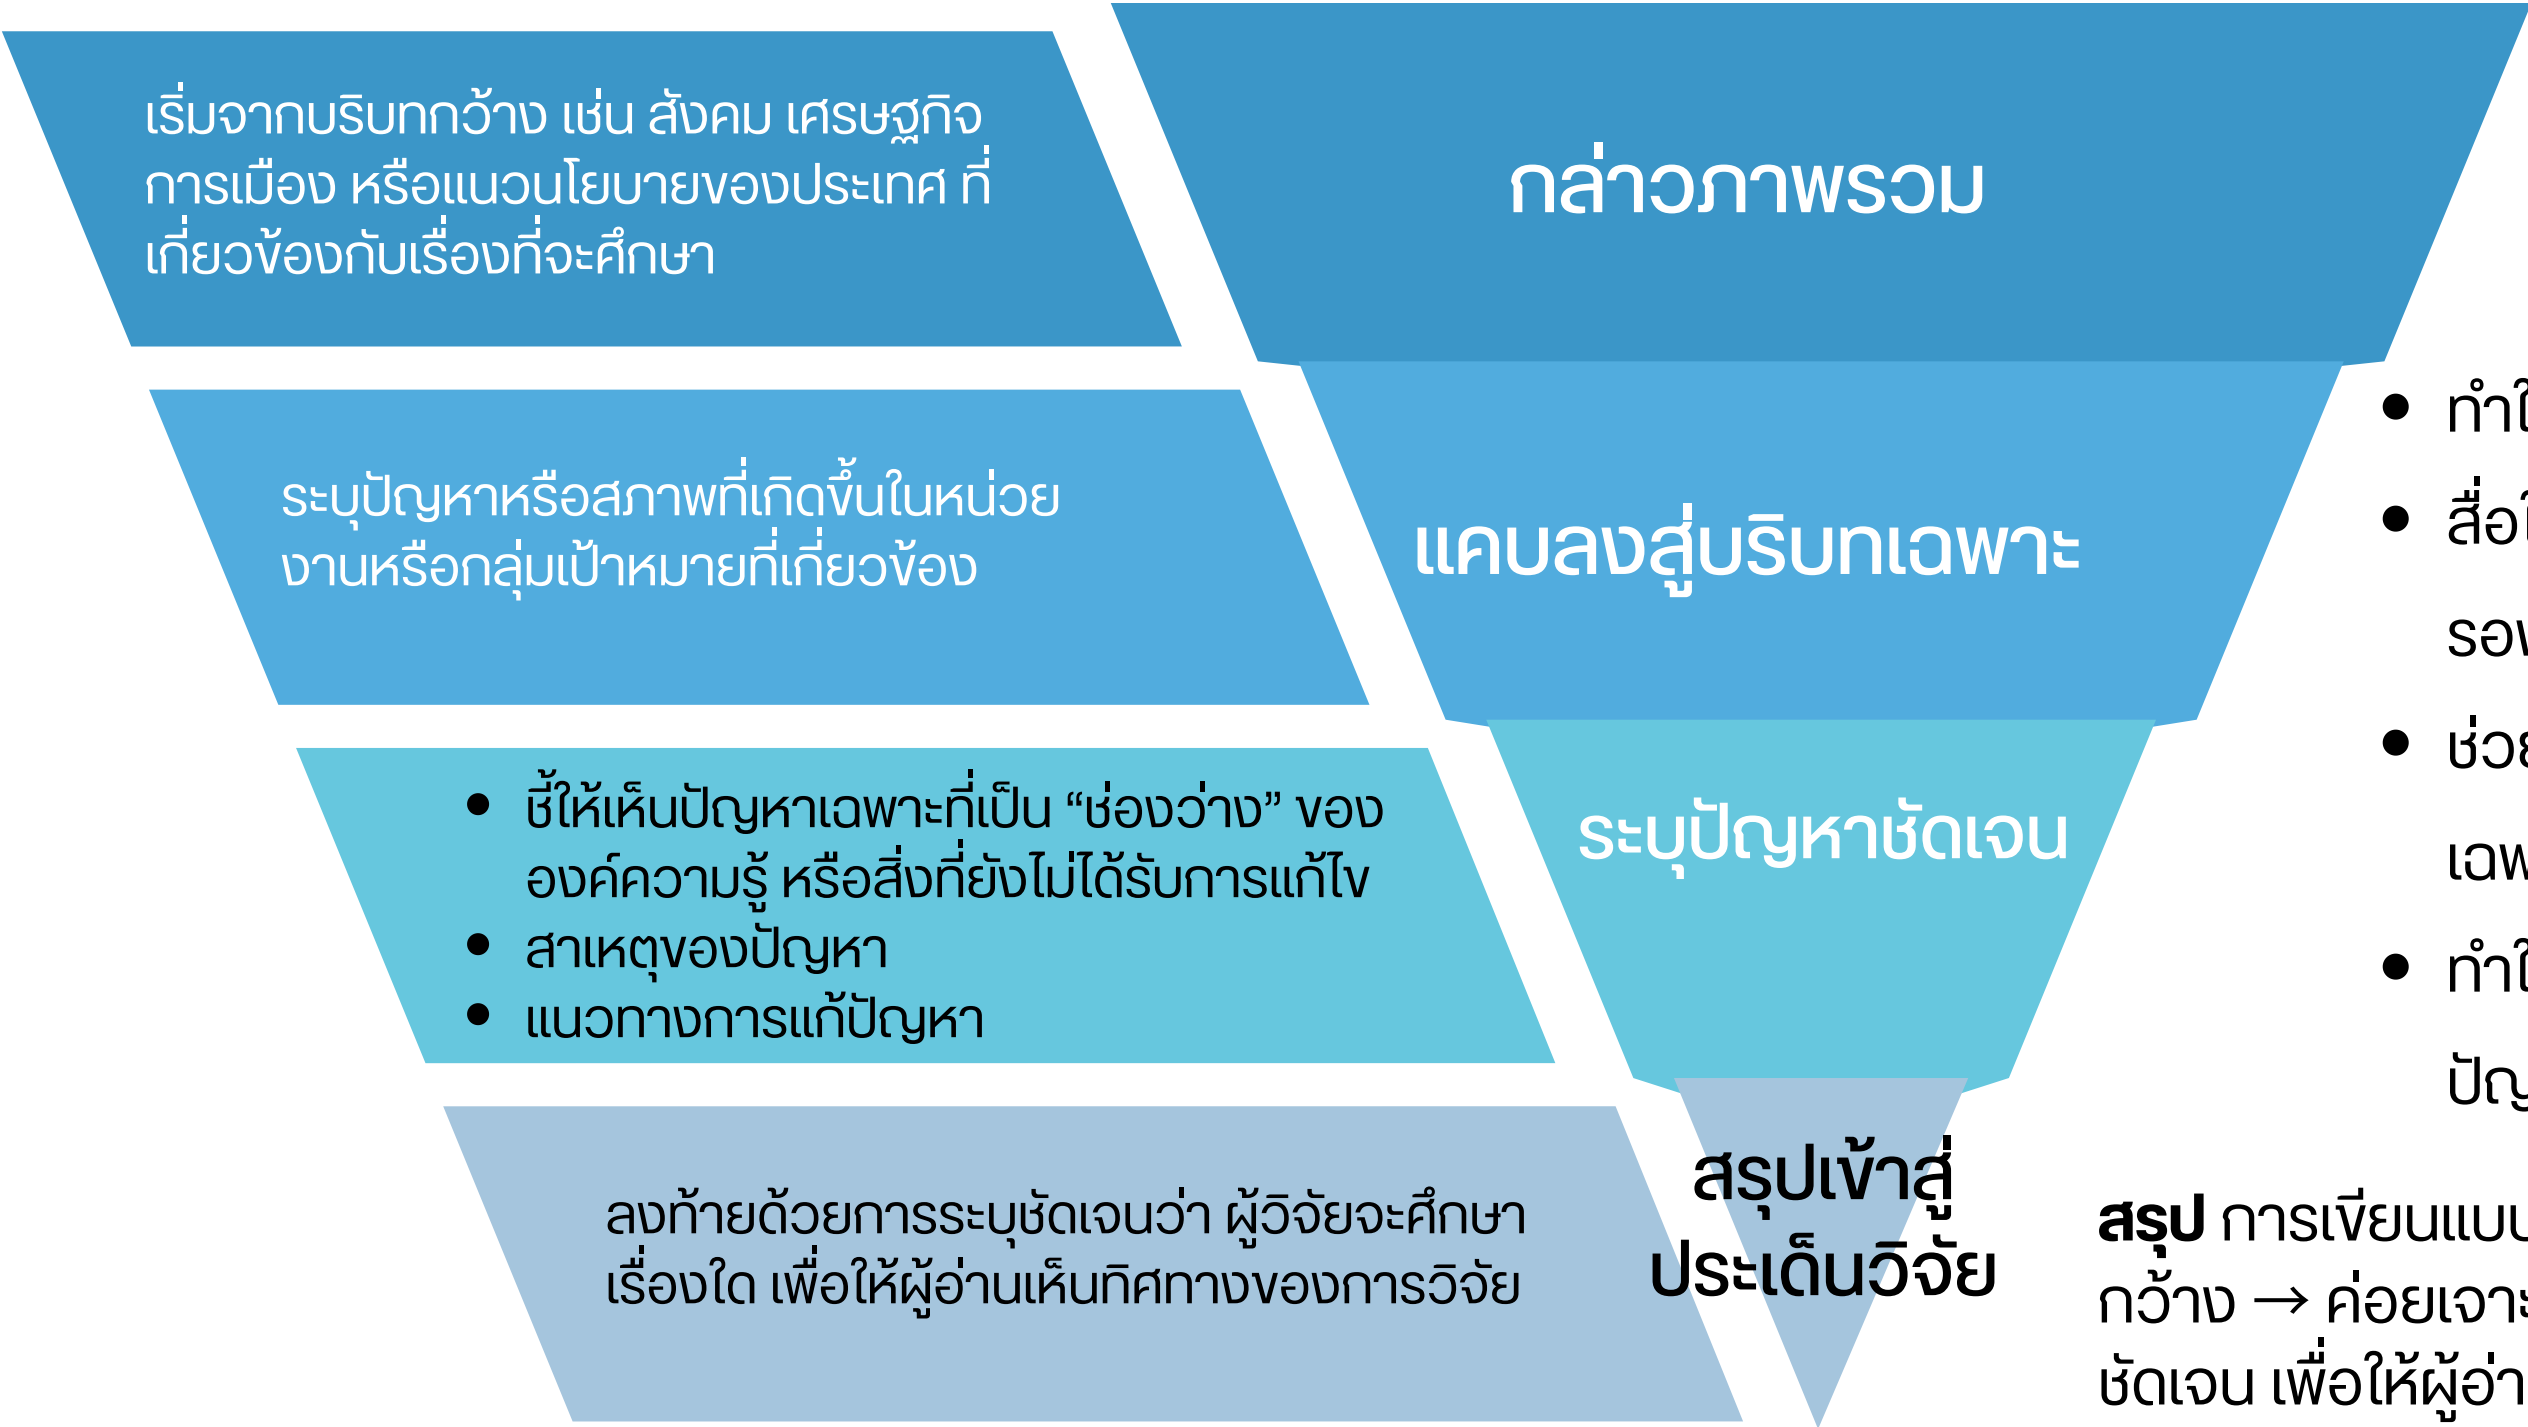 เริ่มจากบริบทกว้าง เช่น สังคม เศรษฐกิจ
การเมือง หรือแนวนโยบายของประเทศ ที่
เกี่ยวข้องกับเรื่องที่จะศึกษา
กล่าวภาพรวม
ระบุปัญหาหรือสภาพที่เกิดขึ้นในหน่วย
งานหรือกลุ่มเป้าหมายที่เกี่ยวข้อง
แคบลงสู่บริบทเฉพาะ
• ชี้ให้เห็นปัญหาเฉพาะที่เป็น “ช่องว่าง” ของ
องค์ความรู้ หรือสิ่งที่ยังไม่ได้รับการแก้ไข
• สาเหตุของปัญหา
• แนวทางการแก้ปัญหา
ระบุปัญหาชัดเจน
ลงท้ายด้วยการระบุชัดเจนว่า ผู้วิจัยจะศึกษา
เรื่องใด เพื่อให้ผู้อ่านเห็นทิศทางของการวิจัย
สรุปเข้าสู่
ประเด็นวิจัย
สรุป การเขียนแบบ
กว้าง → ค่อยเจาะ
ชัดเจน เพื่อให้ผู้อ่า